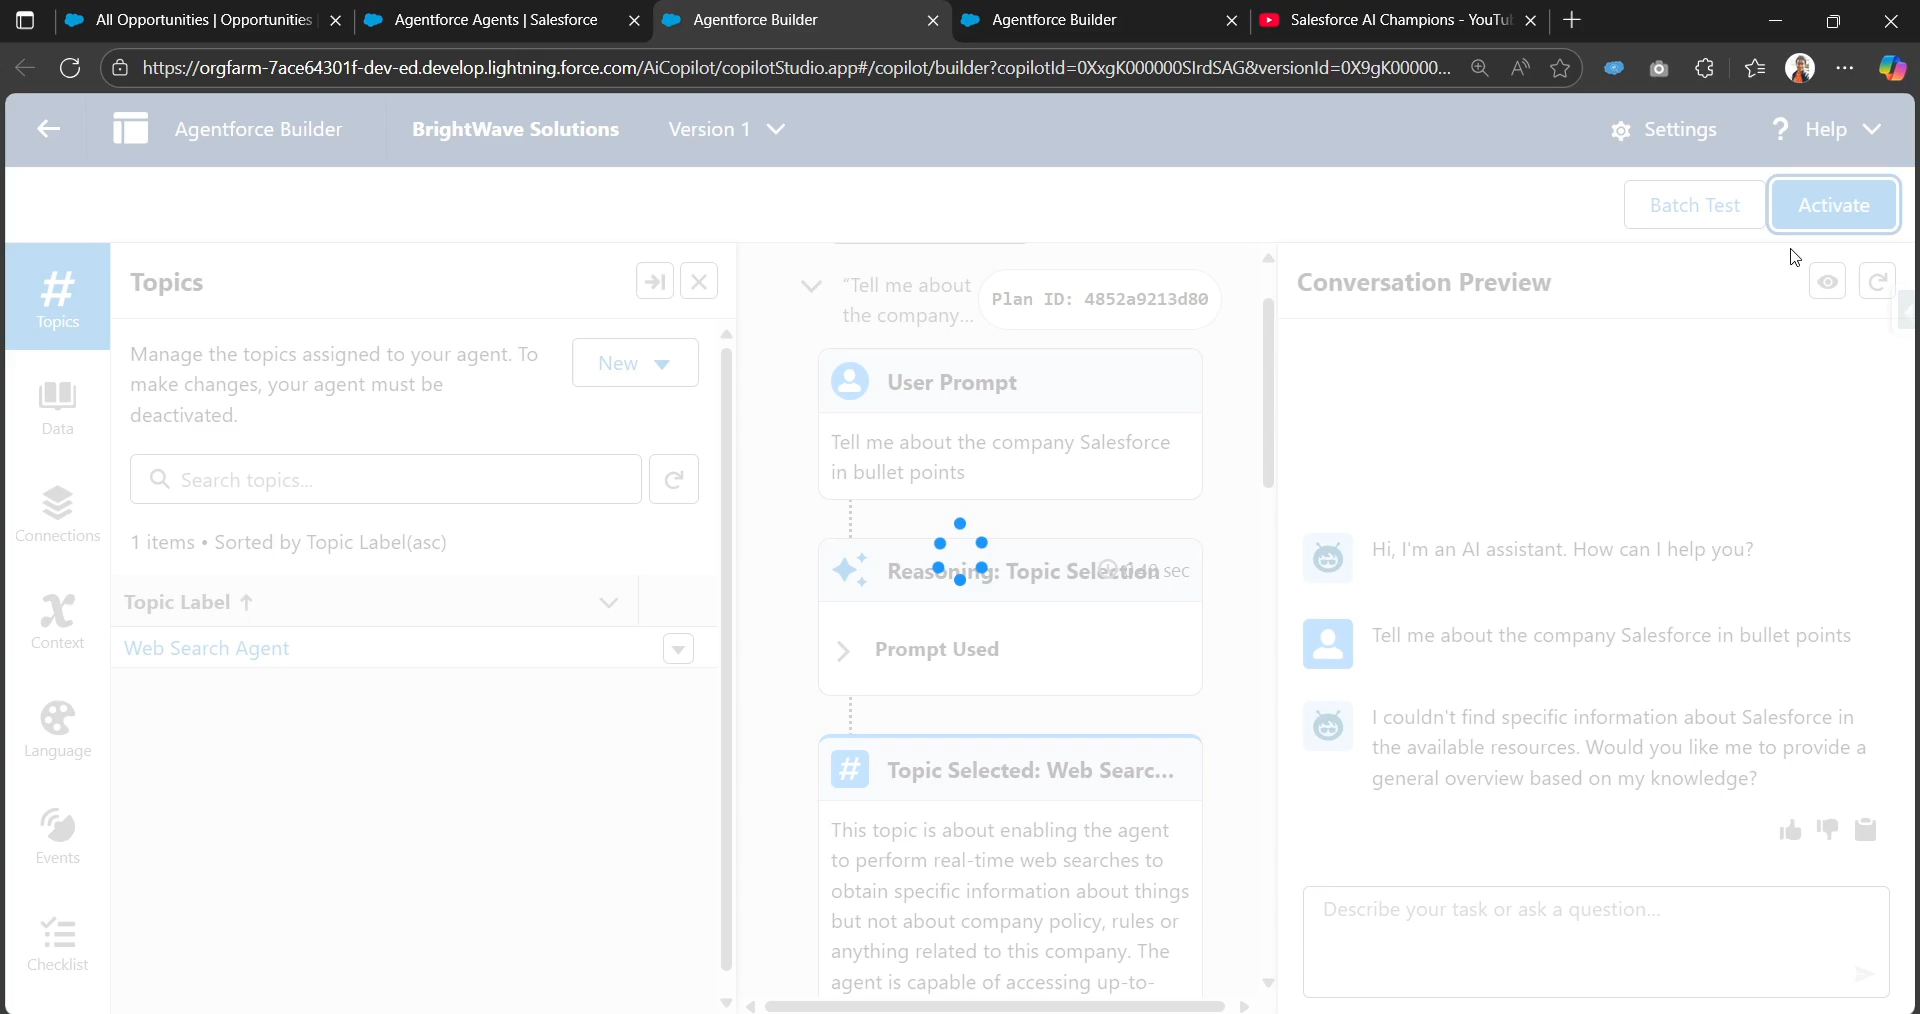 All Opportunities | Opportunities
Agentforce Agents | Salesforce
Agentforce Builder
Agentforce Builder
Salesforce AI Champions - YouTu
https://orgfarm-7ace64301f-dev-ed.develop.lightning.force.com/AiCopilot/copilotStudio.app#/copilot/builder?copilotId=0XxgK000000SIrdSAG&versionId=0X9gK00000...
Agentforce Builder
BrightWave Solutions
Version 1
Settings
? Help
Batch Test
Activate
# Topics
Data
Connections
Context
Language
Events
Checklist
Topics
Manage the topics assigned to your agent. To
make changes, your agent must be
deactivated.
New
Search topics...
1 items • Sorted by Topic Label(asc)
Topic Label ↑
Web Search Agent
"Tell me about
the company...
Plan ID: 4852a9213d80
User Prompt
Tell me about the company Salesforce
in bullet points
Reasoning: Topic Selection
sec
Prompt Used
# Topic Selected: Web Searc...
This topic is about enabling the agent
to perform real-time web searches to
obtain specific information about things
but not about company policy, rules or
anything related to this company. The
agent is capable of accessing up-to-
Conversation Preview
Hi, I'm an AI assistant. How can I help you?
Tell me about the company Salesforce in bullet points
I couldn't find specific information about Salesforce in
the available resources. Would you like me to provide a
general overview based on my knowledge?
Describe your task or ask a question...